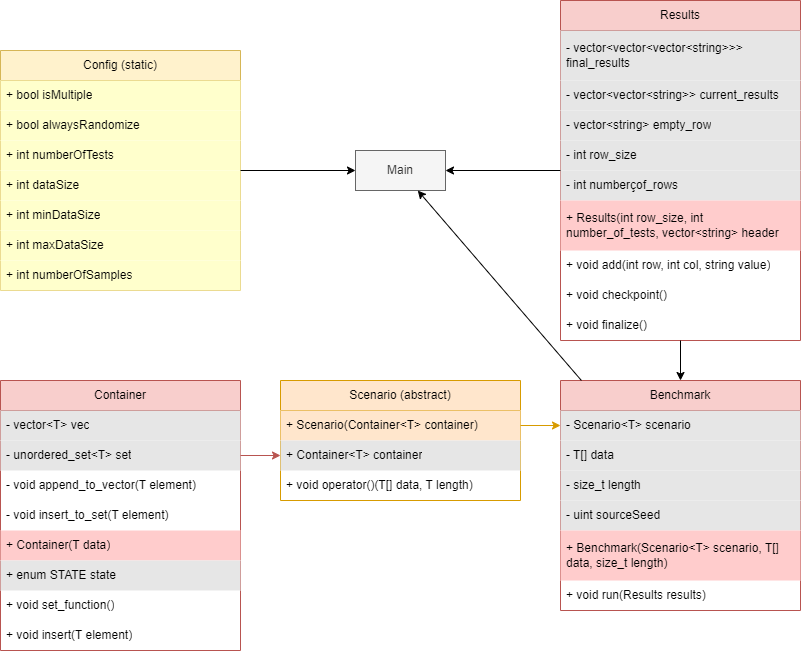 Config (static)
+ bool isMultiple
+ bool alwaysRandomize
+ int numberOfTests
+ int dataSize
+ int minDataSize
+ int maxDataSize
+ int numberOfSamples
Main
Results
- vector<vector<vector<string>>>
final_results
- vector<vector<string>> current_results
- vector<string> empty_row
- int row_size
- int numberçof_rows
+ Results(int row_size, int
number_of_tests, vector<string> header
+ void add(int row, int col, string value)
+ void checkpoint()
+ void finalize()
Container
- vector<T> vec
- unordered_set<T> set
- void append_to_vector(T element)
- void insert_to_set(T element)
+ Container(T data)
+ enum STATE state
+ void set_function()
+ void insert(T element)
Scenario (abstract)
+ Scenario(Container<T> container)
+ Container<T> container
+ void operator()(T[] data, T length)
Benchmark
- Scenario<T> scenario
- T[] data
- size_t length
- uint sourceSeed
+ Benchmark(Scenario<T> scenario, T[]
data, size_t length)
+ void run(Results results)